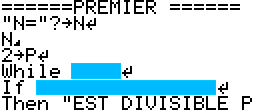 ======PREMIER ======
"N="?→N↵
N◢
2→P↵
While ↵
If ↵
Then "EST DIVISIBLE P